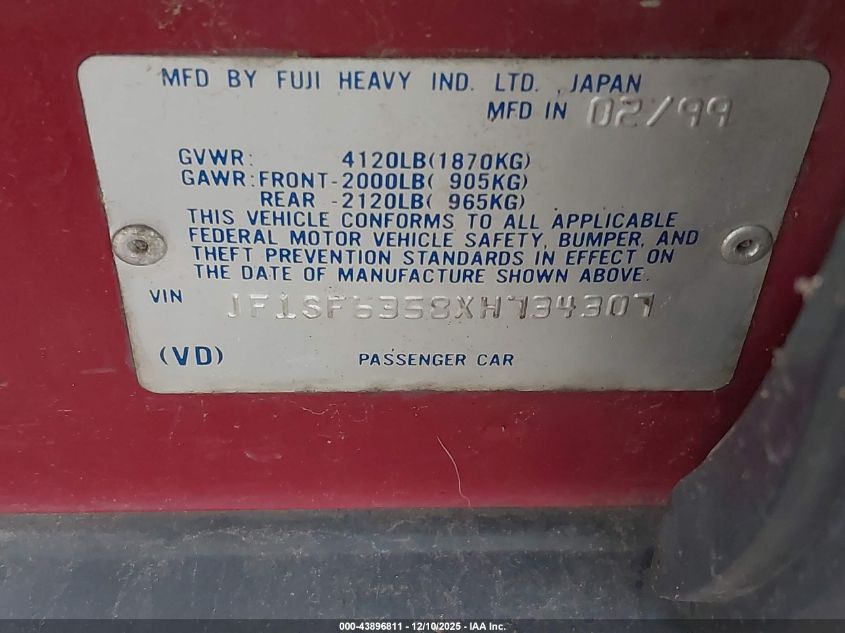 MFD BY FUJI HEAVY IND. LTD. , JAPAN
MFD IN 02/99
GVWR: 4120LB(1870KG)
GAWR:FRONT-2000LB( 905KG)
REAR -2120LB( 965KG)
THIS VEHICLE CONFORMS TO ALL APPLICABLE
FEDERAL MOTOR VEHICLE SAFETY, BUMPER, AND
THEFT PREVENTION STANDARDS IN EFFECT ON
THE DATE OF MANUFACTURE SHOWN ABOVE.
VIN JF1SF6358XH734307
(VD) PASSENGER CAR
000-43896811 - 12/10/2025 - IAA Inc.